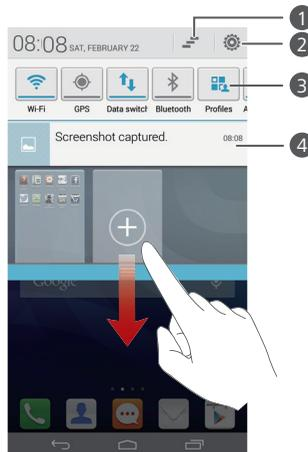 1
08:08 SAT, FEBRUARY 22
2
Wi-Fi GPS Data switch Bluetooth Profiles A
3
Screenshot captured. 08:08
4
Google